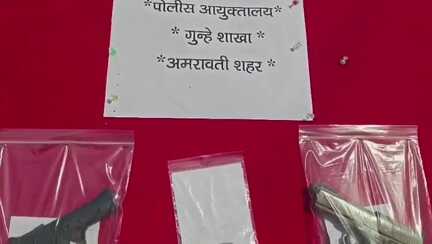 *पोलीस आयुक्तालय*
* गुन्हे शाखा *
*अमरावती शहर *